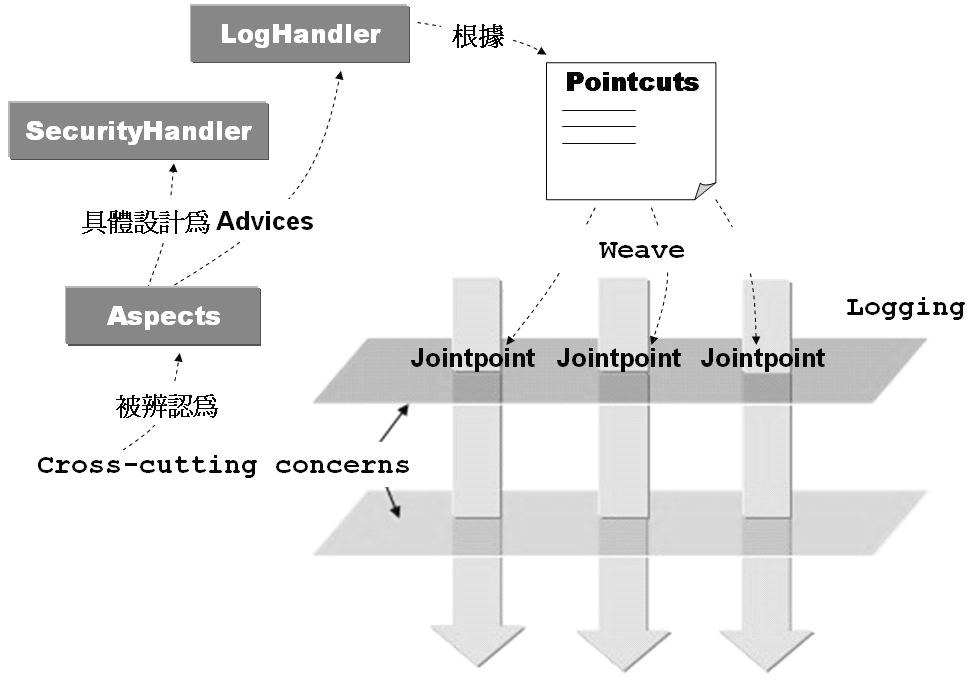 LogHandler
根據
Pointcuts
SecurityHandler
具體設計為 Advices
Weave
Aspects
Logging
Jointpoint Jointpoint Jointpoint
被辨認為
Cross-cutting concerns